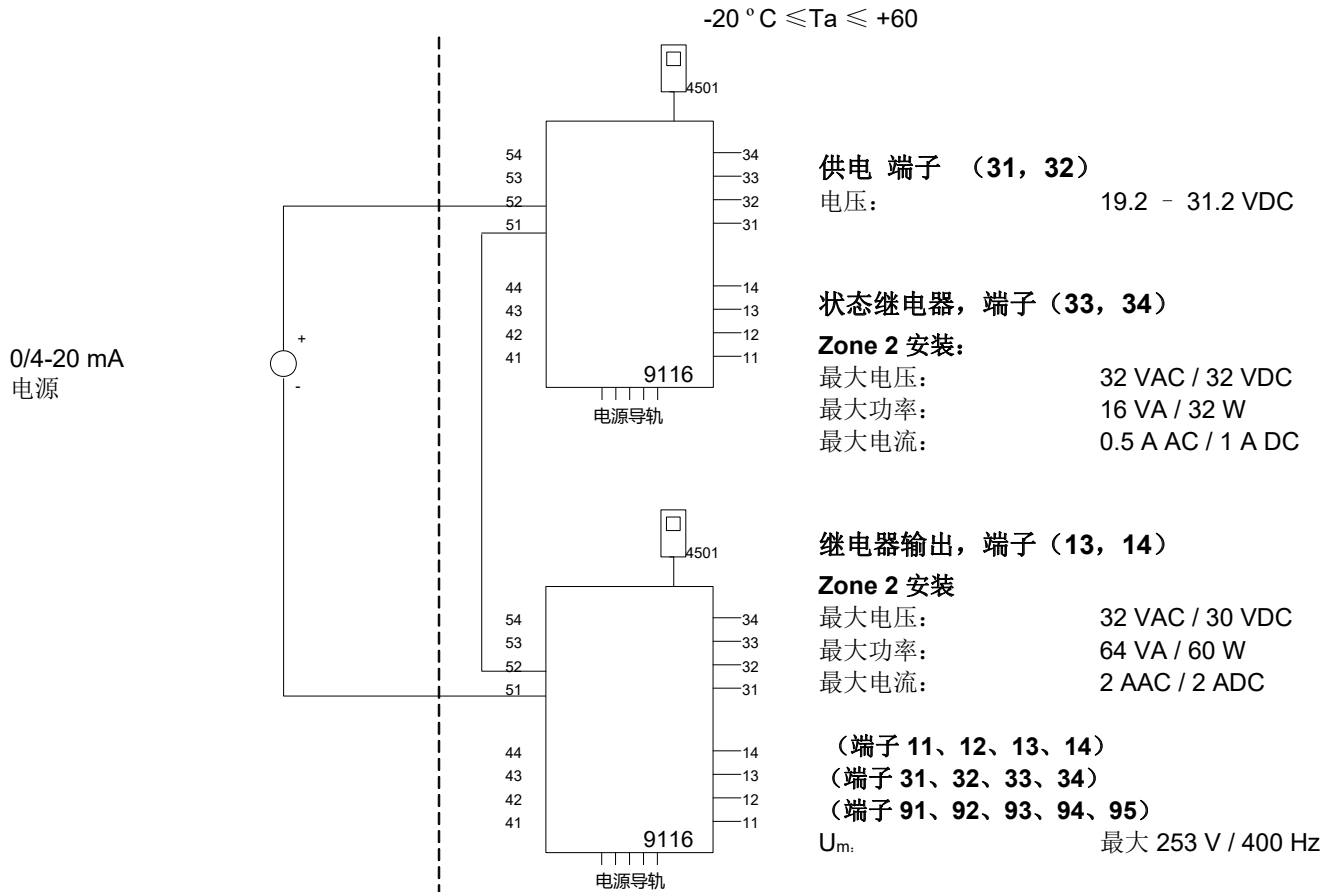 -20 ºC ≤Ta ≤ +60
4501
54
53
52
51
44
43
42
41
34
33
32
31
14
13
12
11
9116
电源导轨
0/4-20 mA
电源
+
-
4501
54
53
52
51
44
43
42
41
34
33
32
31
14
13
12
11
9116
电源导轨
供电 端子 （31，32）
电压： 19.2 - 31.2 VDC
状态继电器，端子（33，34）
Zone 2 安装：
最大电压： 32 VAC / 32 VDC
最大功率： 16 VA / 32 W
最大电流： 0.5 A AC / 1 A DC
继电器输出，端子（13，14）
Zone 2 安装
最大电压： 32 VAC / 30 VDC
最大功率： 64 VA / 60 W
最大电流： 2 AAC / 2 ADC
（端子 11、12、13、14）
（端子 31、32、33、34）
（端子 91、92、93、94、95）
Um: 最大 253 V / 400 Hz